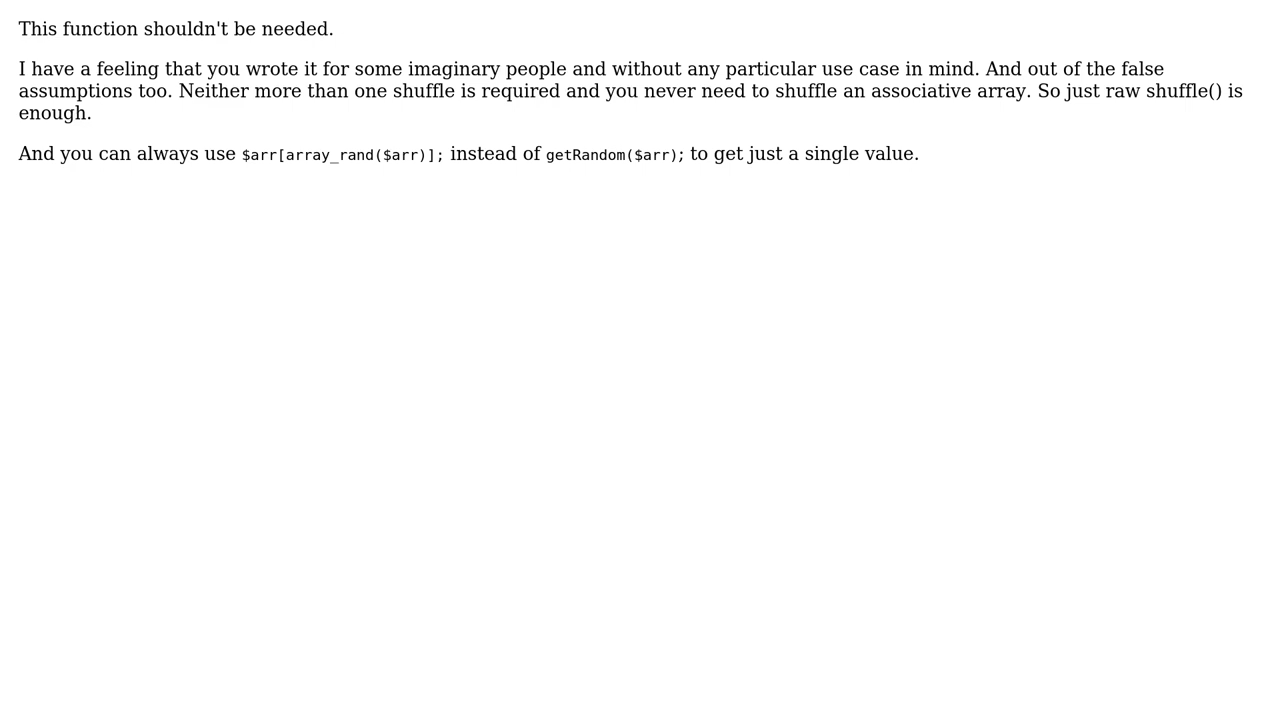 This function shouldn't be needed.
I have a feeling that you wrote it for some imaginary people and without any particular use case in mind. And out of the false
assumptions too. Neither more than one shuffle is required and you never need to shuffle an associative array. So just raw shuffle() is
enough.
And you can always use $arr[array_rand($arr)]; instead of getRandom($arr); to get just a single value.